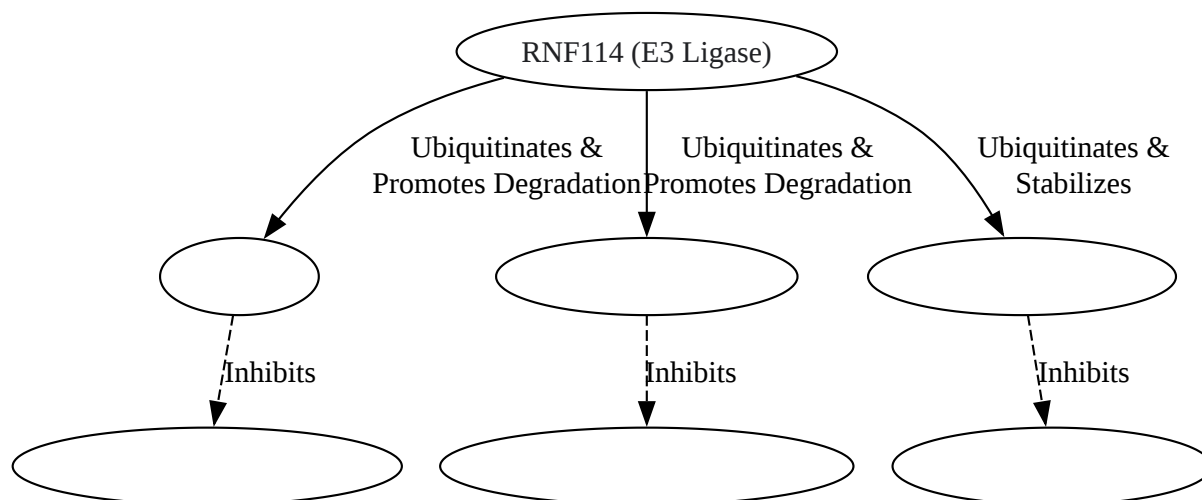 RNF114 (E3 Ligase)
Ubiquitinates &
Promotes Degradation
Ubiquitinates &
Promotes Degradation
Ubiquitinates &
Stabilizes
Inhibits
Inhibits
Inhibits